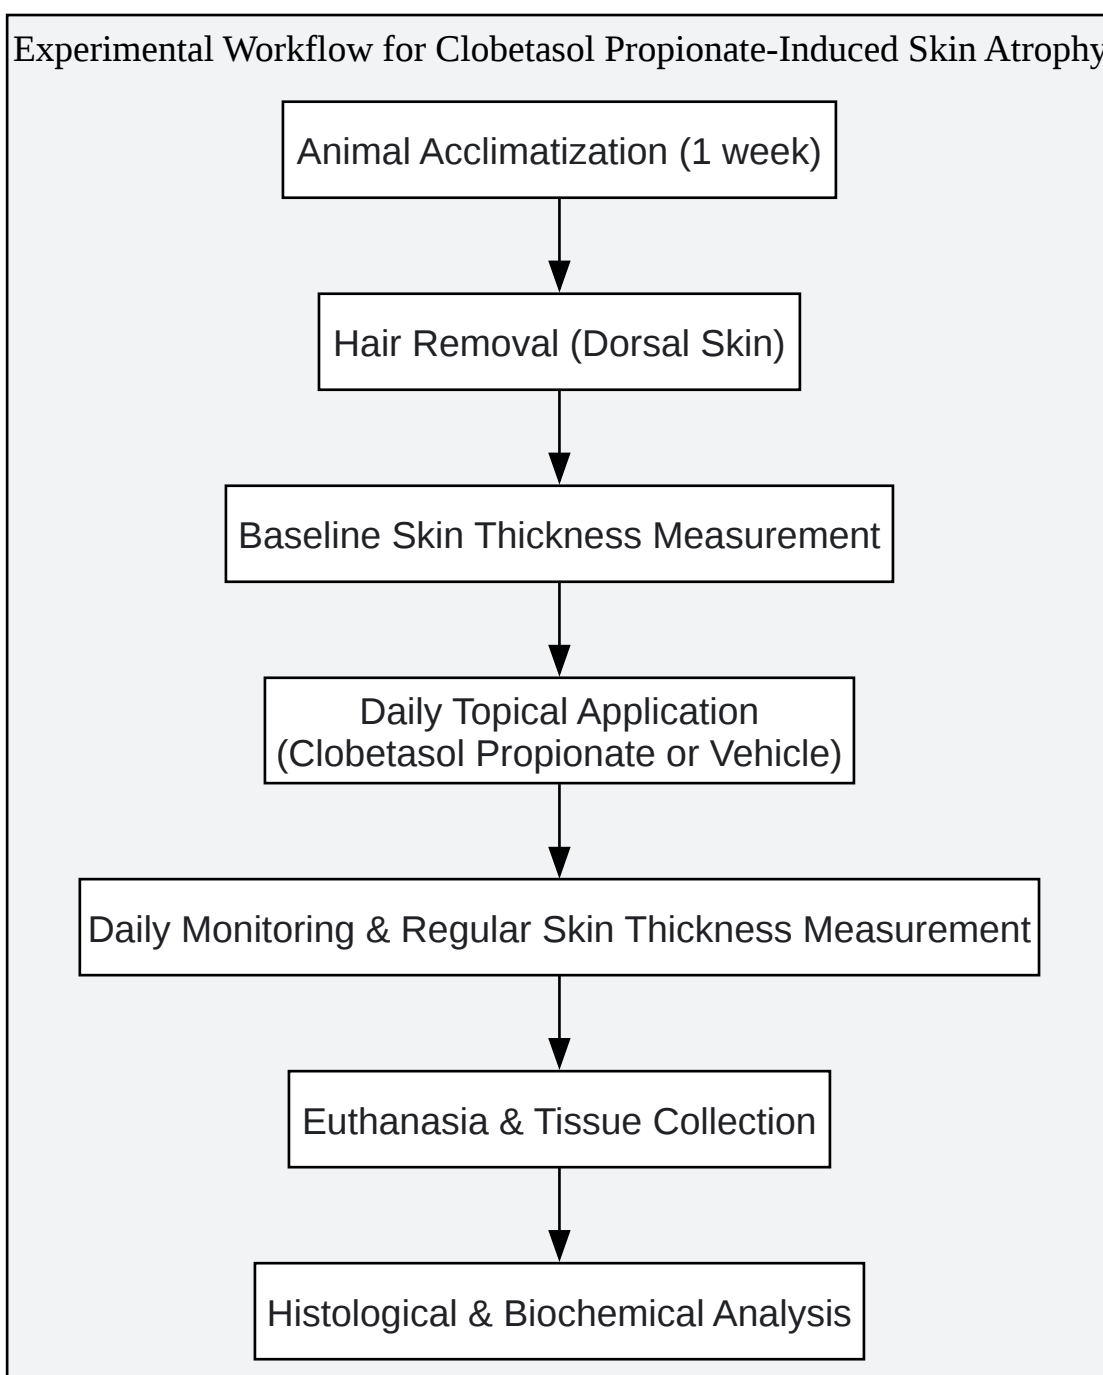 Experimental Workflow for Clobetasol Propionate-Induced Skin Atrophy
Animal Acclimatization (1 week)
Hair Removal (Dorsal Skin)
Baseline Skin Thickness Measurement
Daily Topical Application
(Clobetasol Propionate or Vehicle)
Daily Monitoring & Regular Skin Thickness Measurement
Euthanasia & Tissue Collection
Histological & Biochemical Analysis